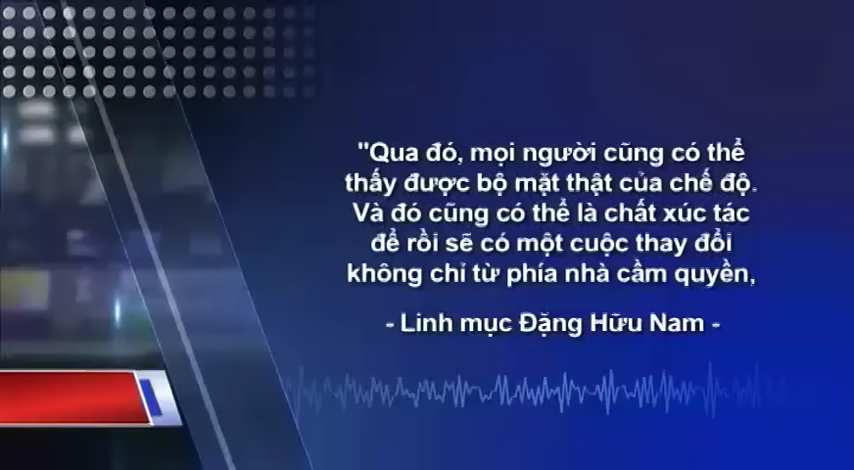 "Qua đó, mọi người cũng có thể
thấy được bộ mặt thật của chế độ.
Và đó cũng có thể là chất xúc tác
để rồi sẽ có một cuộc thay đổi
không chỉ từ phía nhà cầm quyền,
- Linh mục Đặng Hữu Nam -